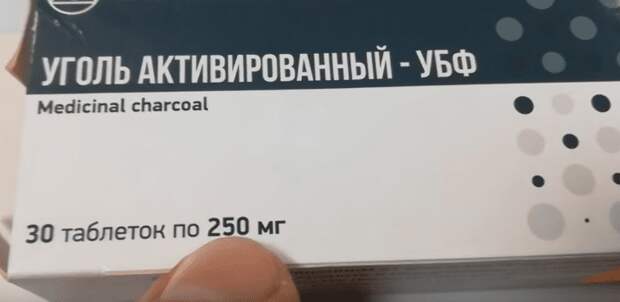 УГОЛЬ АКТИВИРОВАННЫЙ - УБФ
Medicinal charcoal
30 таблеток по 250 мг